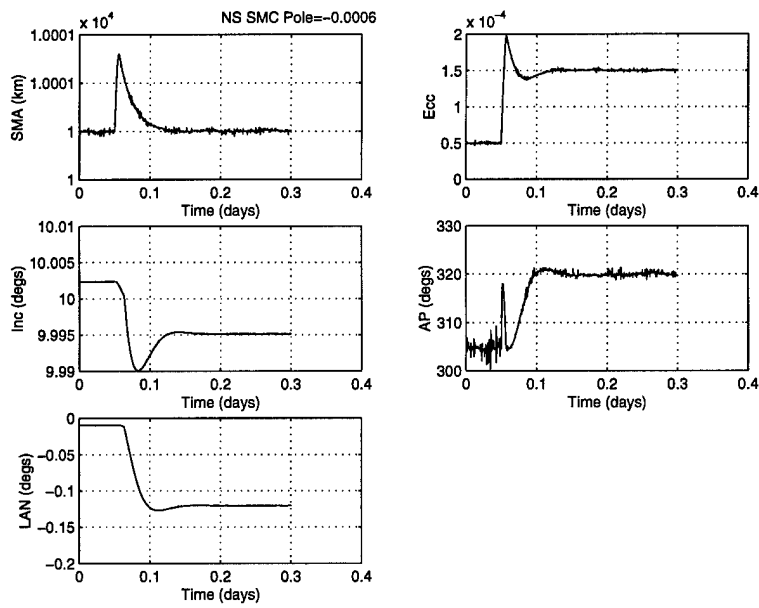 NS SMC Pole=-0.0006
x 10⁴
1.0001
1.0001
1
1
SMA (km)
0 0.1 0.2 0.3 0.4
Time (days)
x 10⁻⁴
2
1.5
1
0.5
0
Ecc
0 0.1 0.2 0.3 0.4
Time (days)
10.01
10.005
10
9.995
9.99
Inc (degs)
0 0.1 0.2 0.3 0.4
Time (days)
330
320
310
300
AP (degs)
0 0.1 0.2 0.3 0.4
Time (days)
0
-0.05
-0.1
-0.15
-0.2
LAN (degs)
0 0.1 0.2 0.3 0.4
Time (days)